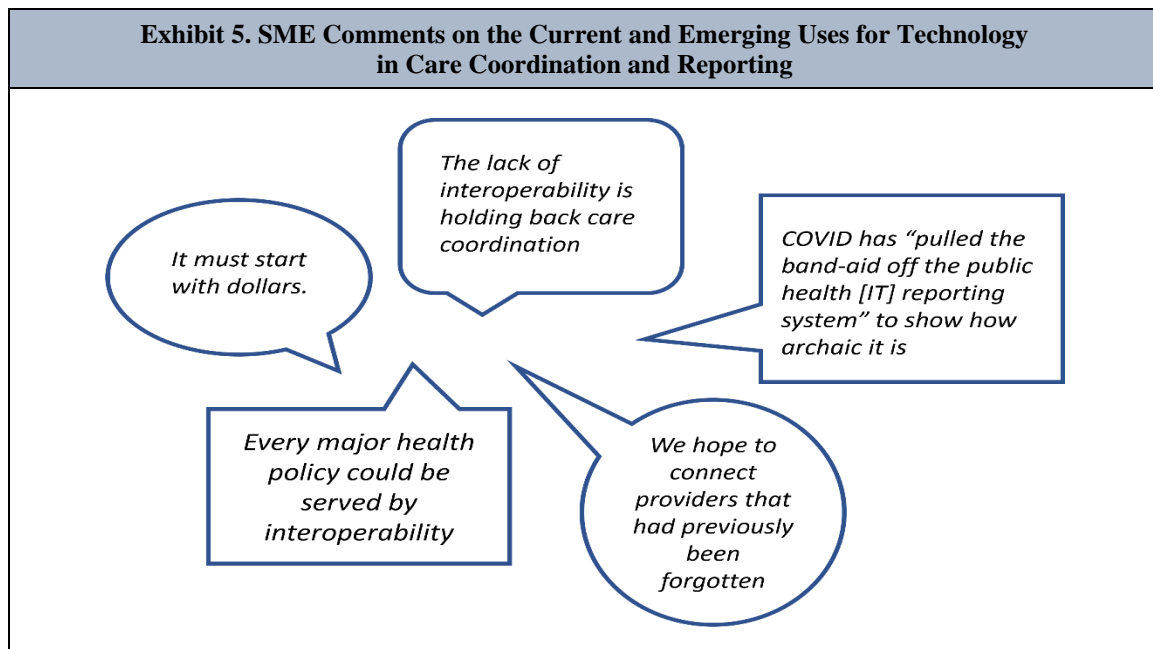 Exhibit 5. SME Comments on the Current and Emerging Uses for Technology
in Care Coordination and Reporting
The lack of
interoperability is
holding back care
coordination
It must start
with dollars.
COVID has “pulled the
band-aid off the public
health [IT] reporting
system” to show how
archaic it is
Every major health
policy could be
served by
interoperability
We hope to
connect
providers that
had previously
been
forgotten